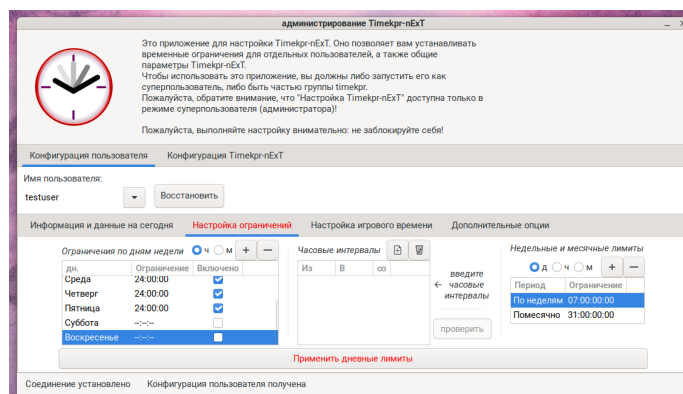 администрирование Timekpr-nExT
Это приложение для настройки Timekpr-nExT. Оно позволяет вам устанавливать
временные ограничения для отдельных пользователей, а также общие
параметры Timekpr-nExT.
Чтобы использовать это приложение, вы должны либо запустить его как
суперпользователь, либо быть частью группы timekpr.
Пожалуйста, обратите внимание, что "Настройка Timekpr-nExT" доступна только в
режиме суперпользователя (администратора)!
Пожалуйста, выполняйте настройку внимательно: не заблокируйте себя!
Конфигурация пользователя Конфигурация Timekpr-nExT
Имя пользователя:
testuser Восстановить
Информация и данные на сегодня Настройка ограничений Настройка игрового времени Дополнительные опции
Ограничения по дням недели ч м + — Часовые интервалы Недельные и месячные лимиты
д ч м + —
дн. Ограничение Включено Из В ∞ введите
Среда 24:00:00 ← часовые Период Ограничение
Четверг 24:00:00 интервалы По неделям 07:00:00:00
Пятница 24:00:00 Помесячно 31:00:00:00
Суббота --:--:-- проверить
Воскресенье --:--:--
Применить дневные лимиты
Соединение установлено Конфигурация пользователя получена